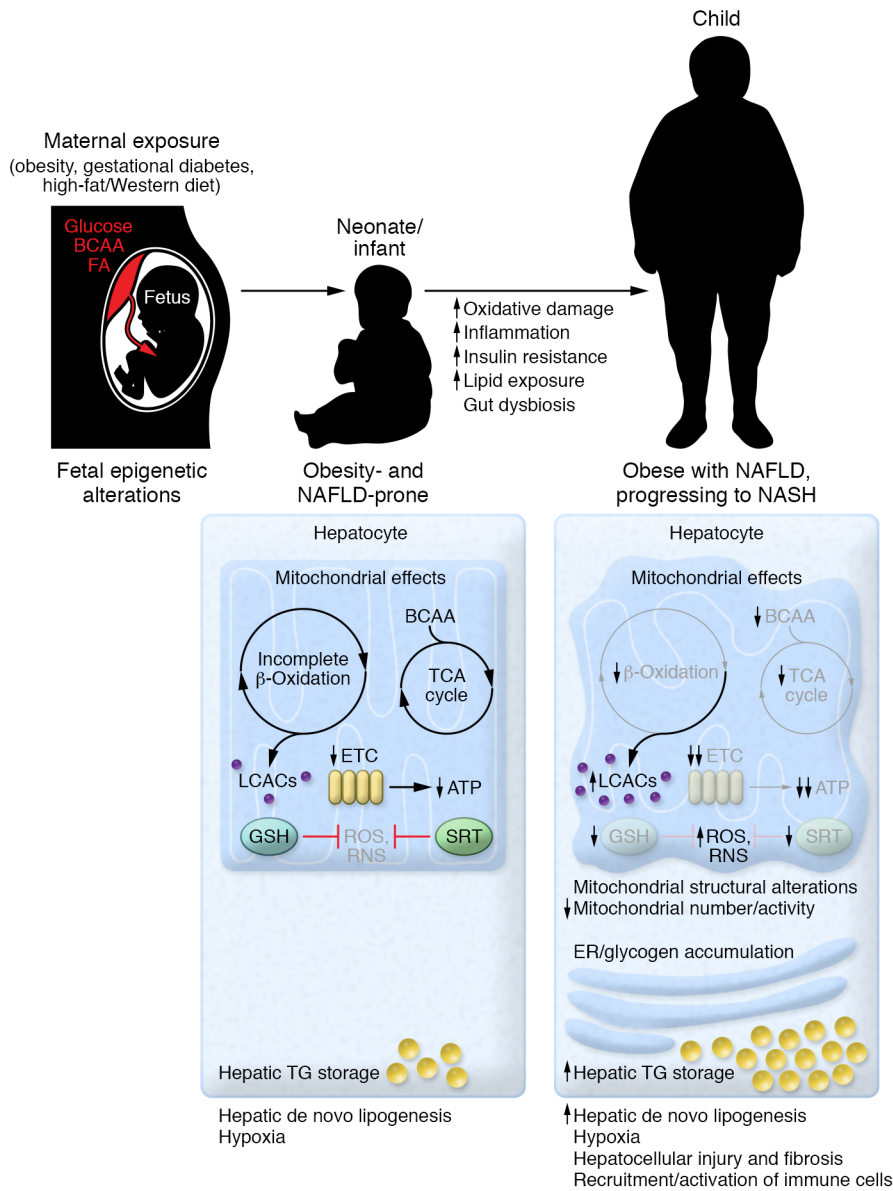 Child
Maternal exposure
(obesity, gestational diabetes,
high-fat/Western diet)
Glucose
BCAA
FA
Fetus
Neonate/
infant
Oxidative damage
Inflammation
Insulin resistance
Lipid exposure
Gut dysbiosis
Fetal epigenetic
alterations
Obesity- and
NAFLD-prone
Obese with NAFLD,
progressing to NASH
Hepatocyte
Mitochondrial effects
BCAA
Incomplete
β-Oxidation
TCA
cycle
ETC
LCACs
ATP
GSH
ROS,
RNS
SRT
Hepatic TG storage
Hepatic de novo lipogenesis
Hypoxia
Hepatocyte
Mitochondrial effects
BCAA
β-Oxidation
TCA
cycle
ETC
LCACs
ATP
GSH
ROS,
RNS
SRT
Mitochondrial structural alterations
Mitochondrial number/activity
ER/glycogen accumulation
Hepatic TG storage
Hepatic de novo lipogenesis
Hypoxia
Hepatocellular injury and fibrosis
Recruitment/activation of immune cells